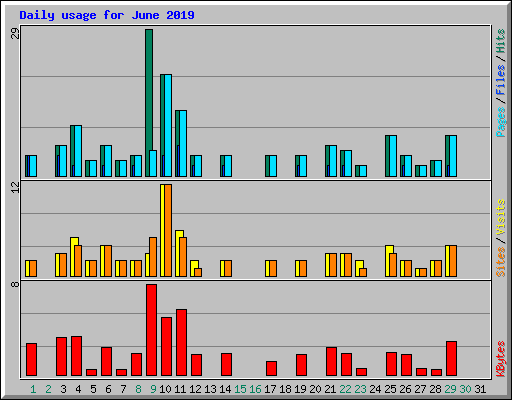 Daily usage for June 2019
29
Pages / Files / Hits
12
Sites / Visits
8
KBytes
1 2 3 4 5 6 7 8 9 10 11 12 13 14 15 16 17 18 19 20 21 22 23 24 25 26 27 28 29 30 31